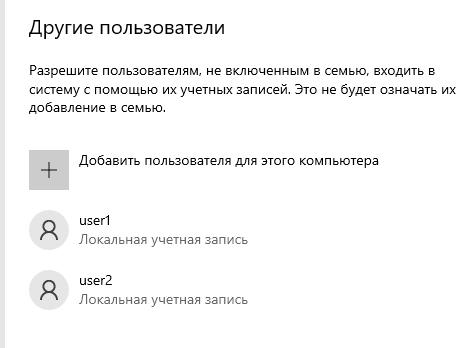 Другие пользователи
Разрешите пользователям, не включенным в семью, входить в
систему с помощью их учетных записей. Это не будет означать их
добавление в семью.
Добавить пользователя для этого компьютера
user1
Локальная учетная запись
user2
Локальная учетная запись